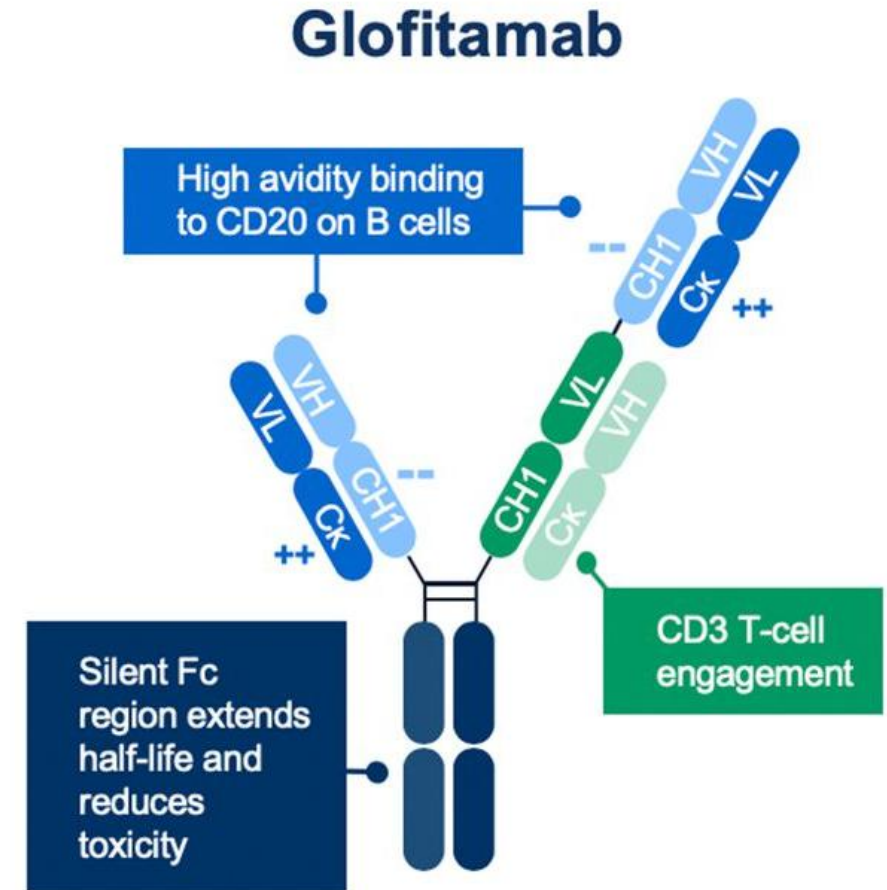 Glofitamab
High avidity binding
to CD20 on B cells
VH
VL
--
CH1
Cκ
++
VL
VH
CH1
Cκ
VL
VH
--
CH1
Cκ
++
CD3 T-cell
engagement
Silent Fc
region extends
half-life and
reduces
toxicity